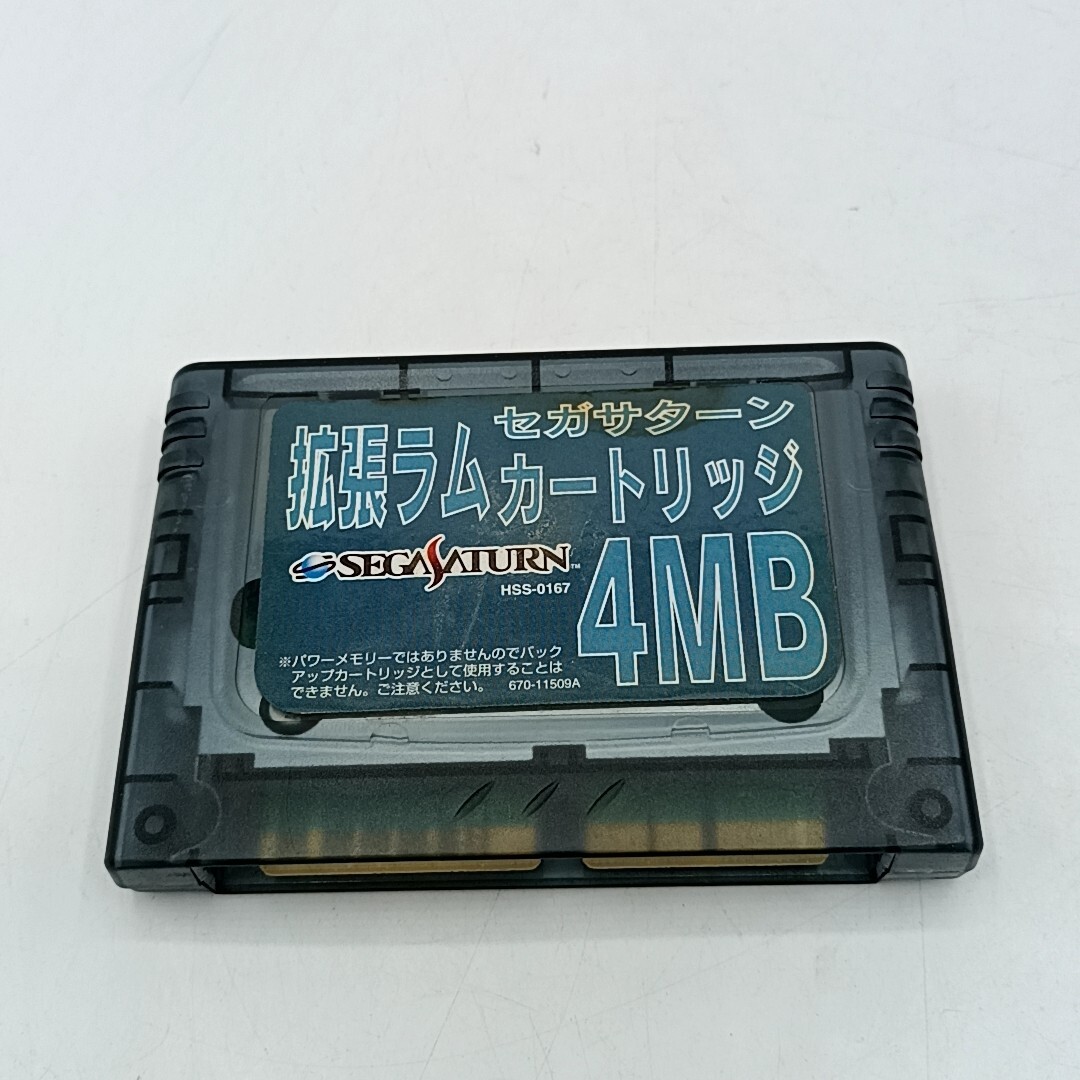 セガサターン
拡張ラムカートリッジ
SEGASATURN™
HSS-0167
4MB
※パワーメモリーではありませんのでバック
アップカートリッジとして使用することは
できません。ご注意ください。 670-11509A